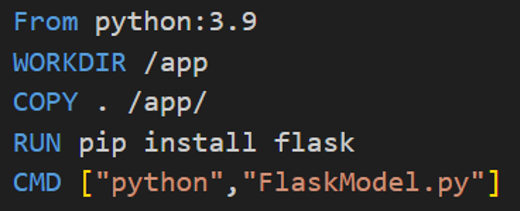 From python:3.9
WORKDIR /app
COPY . /app/
RUN pip install flask
CMD ["python","FlaskModel.py"]